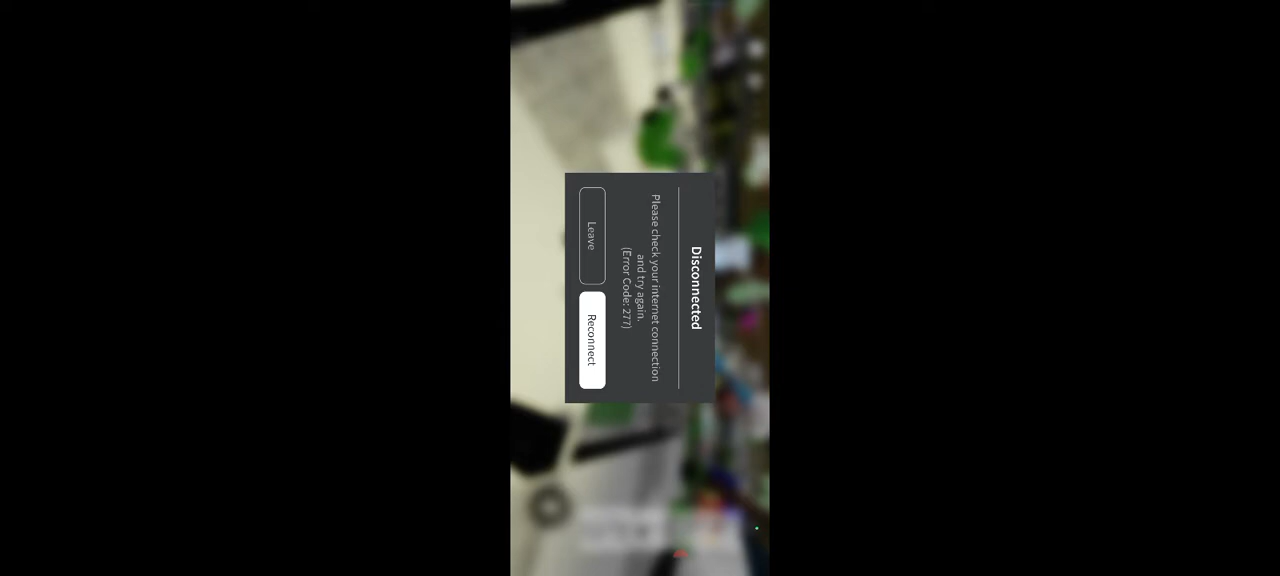 Disconnected
Please check your internet connection
and try again.
(Error Code: 277)
Leave
Reconnect